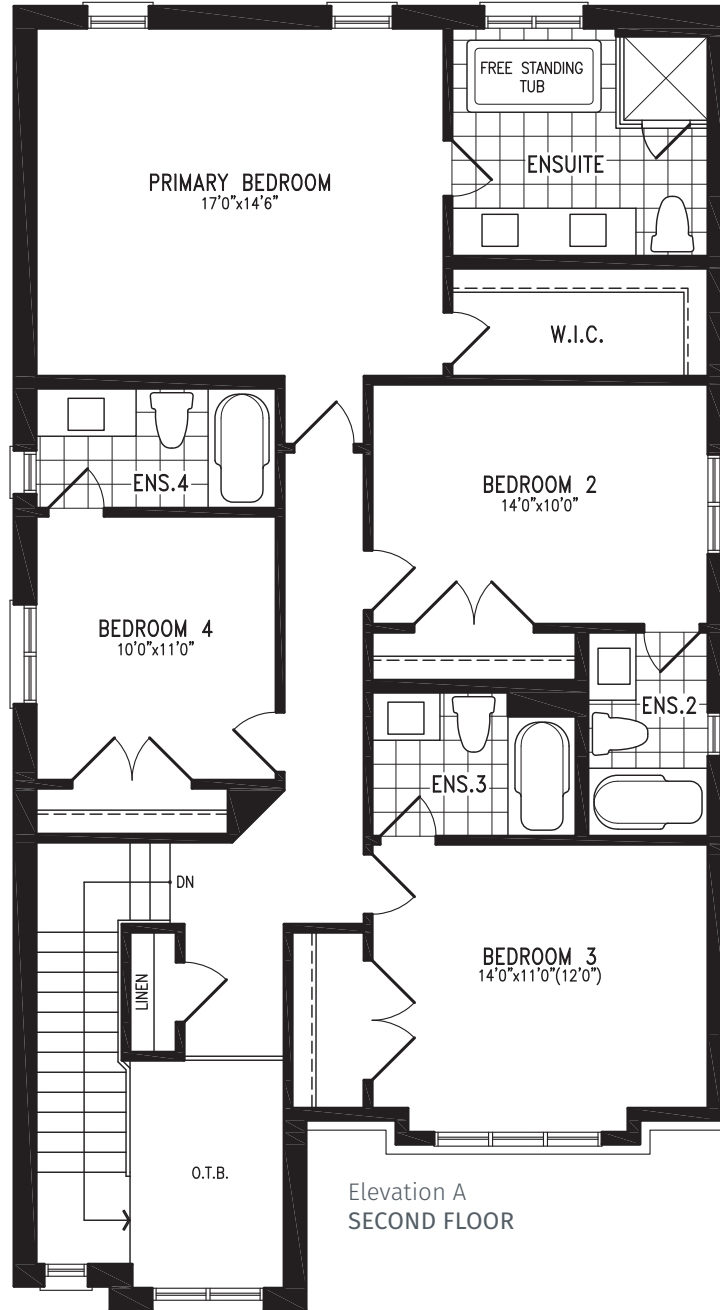 FREE STANDING
TUB
ENSUITE
PRIMARY BEDROOM
17'0"x14'6"
W.I.C.
ENS.4
BEDROOM 2
14'0"x10'0"
BEDROOM 4
10'0"x11'0"
ENS.2
ENS.3
DN
BEDROOM 3
14'0"x11'0"(12'0")
LINEN
O.T.B.
Elevation A
SECOND FLOOR